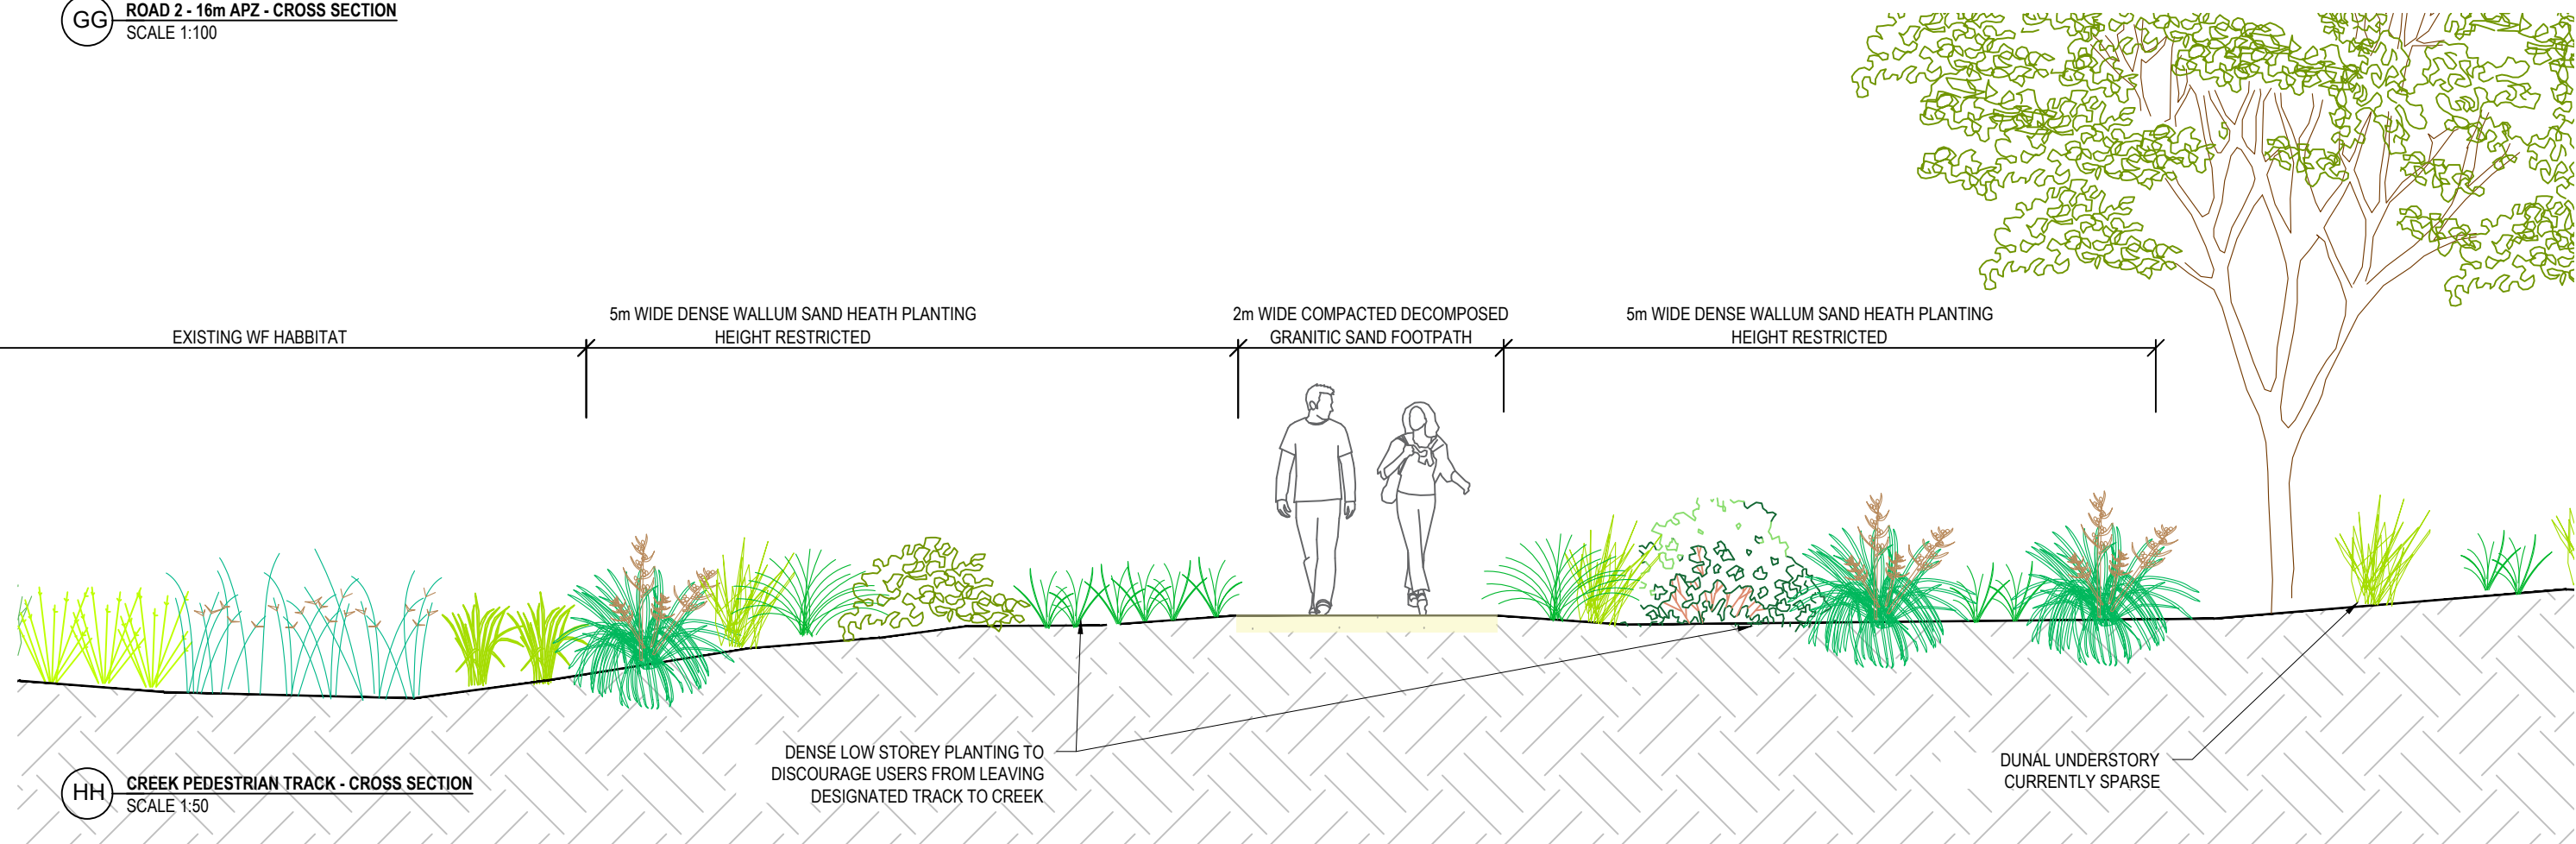 GG
ROAD 2 - 16m APZ - CROSS SECTION
SCALE 1:100
EXISTING WF HABBITAT
5m WIDE DENSE WALLUM SAND HEATH PLANTING
HEIGHT RESTRICTED
2m WIDE COMPACTED DECOMPOSED
GRANITIC SAND FOOTPATH
5m WIDE DENSE WALLUM SAND HEATH PLANTING
HEIGHT RESTRICTED
DENSE LOW STOREY PLANTING TO
DISCOURAGE USERS FROM LEAVING
DESIGNATED TRACK TO CREEK
DUNAL UNDERSTORY
CURRENTLY SPARSE
HH
CREEK PEDESTRIAN TRACK - CROSS SECTION
SCALE 1:50